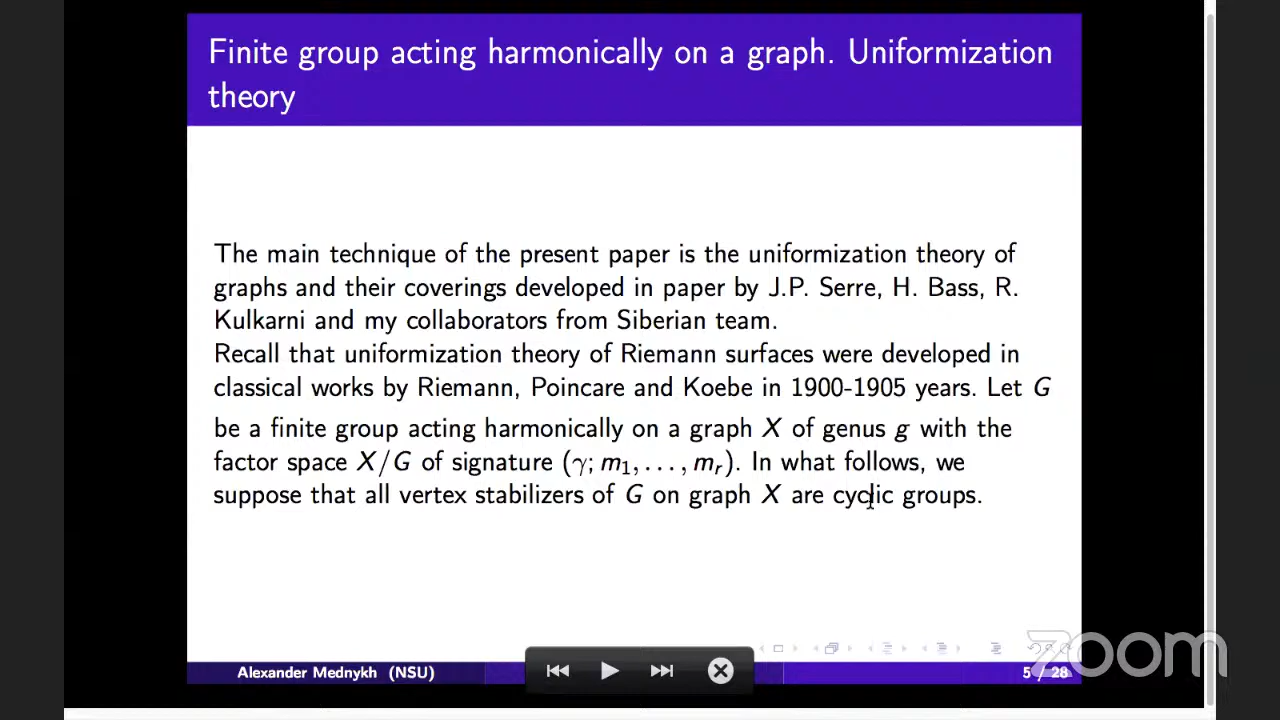 Finite group acting harmonically on a graph. Uniformization
theory
The main technique of the present paper is the uniformization theory of
graphs and their coverings developed in paper by J.P. Serre, H. Bass, R.
Kulkarni and my collaborators from Siberian team.
Recall that uniformization theory of Riemann surfaces were developed in
classical works by Riemann, Poincare and Koebe in 1900-1905 years. Let G
be a finite group acting harmonically on a graph X of genus g with the
factor space X/G of signature (γ; m₁, . . . , mᵣ). In what follows, we
suppose that all vertex stabilizers of G on graph X are cyclic groups.
Alexander Mednykh (NSU)
5 / 28
zoom